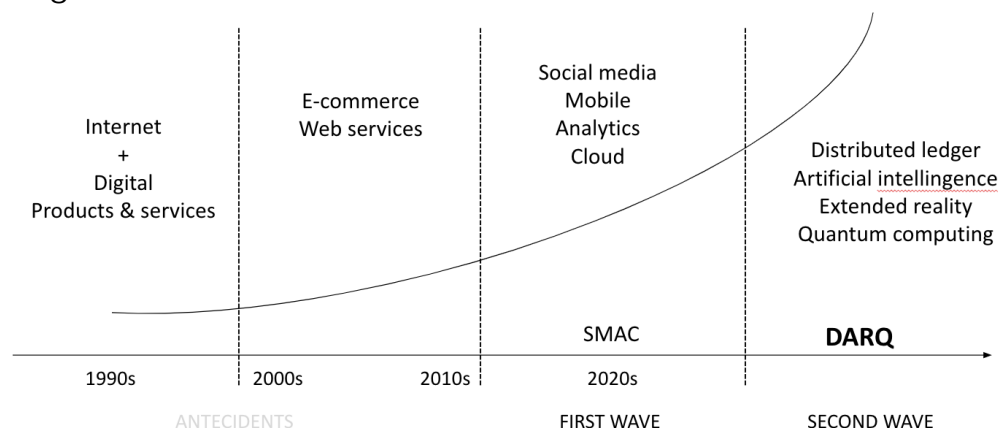 Internet
+
Digital
Products & services
E-commerce
Web services
Social media
Mobile
Analytics
Cloud
Distributed ledger
Artificial intellingence
Extended reality
Quantum computing
SMAC
DARQ
1990s
2000s
2010s
2020s
ANTECIDENTS
FIRST WAVE
SECOND WAVE